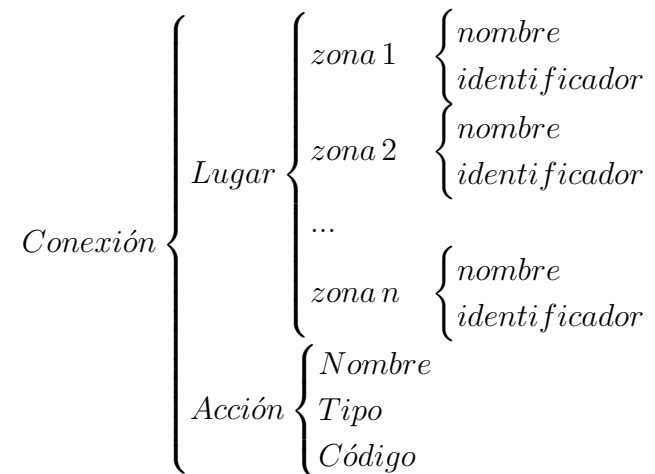 zona 1
nombre
identificador
zona 2
nombre
identificador
Lugar
...
Conexión
zona n
nombre
identificador
Acción
Nombre
Tipo
Código